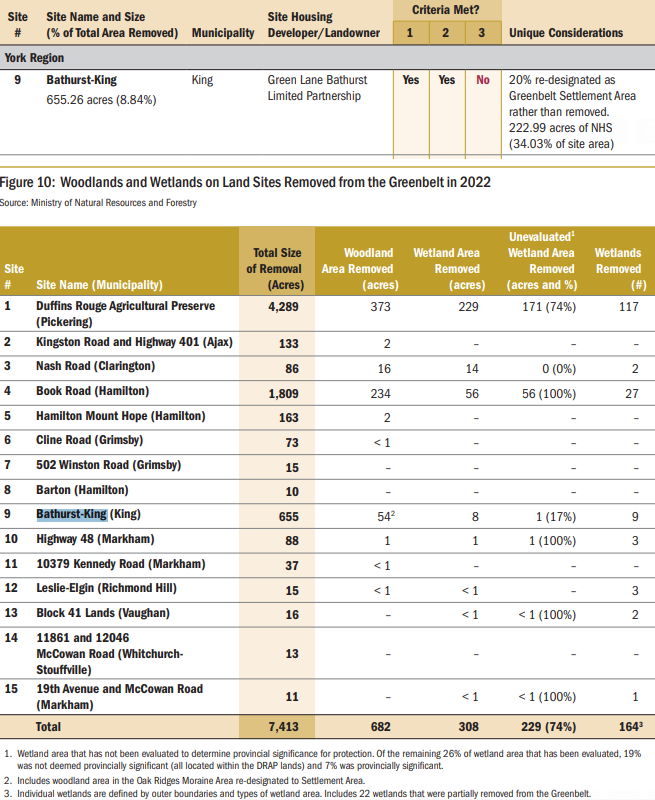 Site Site Name and Size Site Housing Criteria Met?
# (% of Total Area Removed) Municipality Developer/Landowner 1 2 3 Unique Considerations
York Region
9 Bathurst-King King Green Lane Bathurst Yes Yes No 20% re-designated as
655.26 acres (8.84%) Limited Partnership Greenbelt Settlement Area
rather than removed.
222.99 acres of NHS
(34.03% of site area)
Figure 10: Woodlands and Wetlands on Land Sites Removed from the Greenbelt in 2022
Source: Ministry of Natural Resources and Forestry
Unevaluated¹
Total Size Woodland Wetland Area Wetland Area Wetlands
Site of Removal Area Removed Removed Removed Removed
# Site Name (Municipality) (Acres) (acres) (acres) (acres and %) (#)
1 Duffins Rouge Agricultural Preserve 4,289 373 229 171 (74%) 117
(Pickering)
2 Kingston Road and Highway 401 (Ajax) 133 2 – – –
3 Nash Road (Clarington) 86 16 14 0 (0%) 2
4 Book Road (Hamilton) 1,809 234 56 56 (100%) 27
5 Hamilton Mount Hope (Hamilton) 163 2 – – –
6 Cline Road (Grimsby) 73 < 1 – – –
7 502 Winston Road (Grimsby) 15 – – – –
8 Barton (Hamilton) 10 – – – –
9 Bathurst-King (King) 655 54² 8 1 (17%) 9
10 Highway 48 (Markham) 88 1 1 1 (100%) 3
11 10379 Kennedy Road (Markham) 37 < 1 – – –
12 Leslie-Elgin (Richmond Hill) 15 < 1 < 1 – 3
13 Block 41 Lands (Vaughan) 16 – < 1 < 1 (100%) 2
14 11861 and 12046 13 – – – –
McCowan Road (Whitchurch-
Stouffville)
15 19th Avenue and McCowan Road 11 – < 1 < 1 (100%) 1
(Markham)
Total 7,413 682 308 229 (74%) 164³
1. Wetland area that has not been evaluated to determine provincial significance for protection. Of the remaining 26% of wetland area that has been evaluated, 19%
was not deemed provincially significant (all located within the DRAP lands) and 7% was provincially significant.
2. Includes woodland area in the Oak Ridges Moraine Area re-designated to Settlement Area.
3. Individual wetlands are defined by outer boundaries and types of wetland area. Includes 22 wetlands that were partially removed from the Greenbelt.